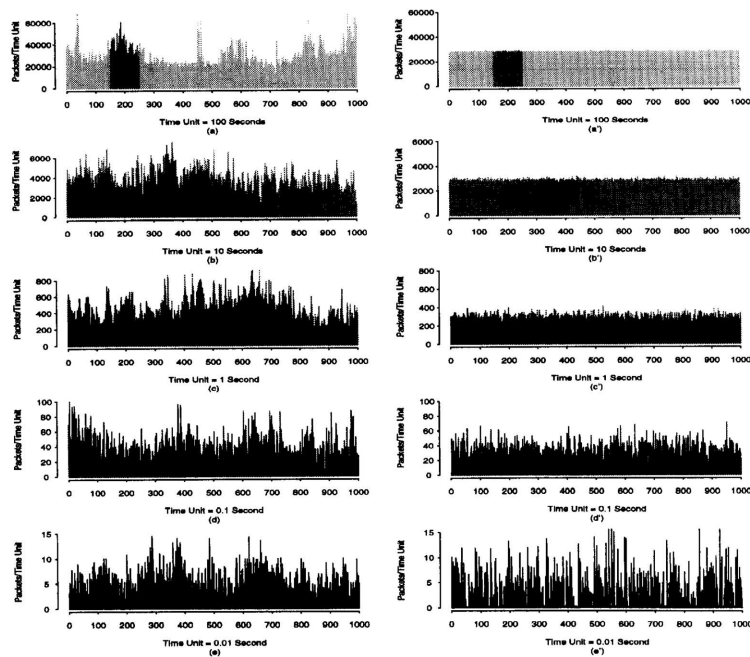 Packets/Time Unit
60000
40000
20000
0
0 100 200 300 400 500 600 700 800 900 1000
Time Unit = 100 Seconds
(a)
Packets/Time Unit
60000
40000
20000
0
0 100 200 300 400 500 600 700 800 900 1000
Time Unit = 100 Seconds
(a')
Packets/Time Unit
6000
4000
2000
0
0 100 200 300 400 500 600 700 800 900 1000
Time Unit = 10 Seconds
(b)
Packets/Time Unit
6000
4000
2000
0
0 100 200 300 400 500 600 700 800 900 1000
Time Unit = 10 Seconds
(b')
Packets/Time Unit
800
600
400
200
0
0 100 200 300 400 500 600 700 800 900 1000
Time Unit = 1 Second
(c)
Packets/Time Unit
800
600
400
200
0
0 100 200 300 400 500 600 700 800 900 1000
Time Unit = 1 Second
(c')
Packets/Time Unit
100
80
60
40
20
0
0 100 200 300 400 500 600 700 800 900 1000
Time Unit = 0.1 Second
(d)
Packets/Time Unit
100
80
60
40
20
0
0 100 200 300 400 500 600 700 800 900 1000
Time Unit = 0.1 Second
(d')
Packets/Time Unit
15
10
5
0
0 100 200 300 400 500 600 700 800 900 1000
Time Unit = 0.01 Second
(e)
Packets/Time Unit
15
10
5
0
0 100 200 300 400 500 600 700 800 900 1000
Time Unit = 0.01 Second
(e')